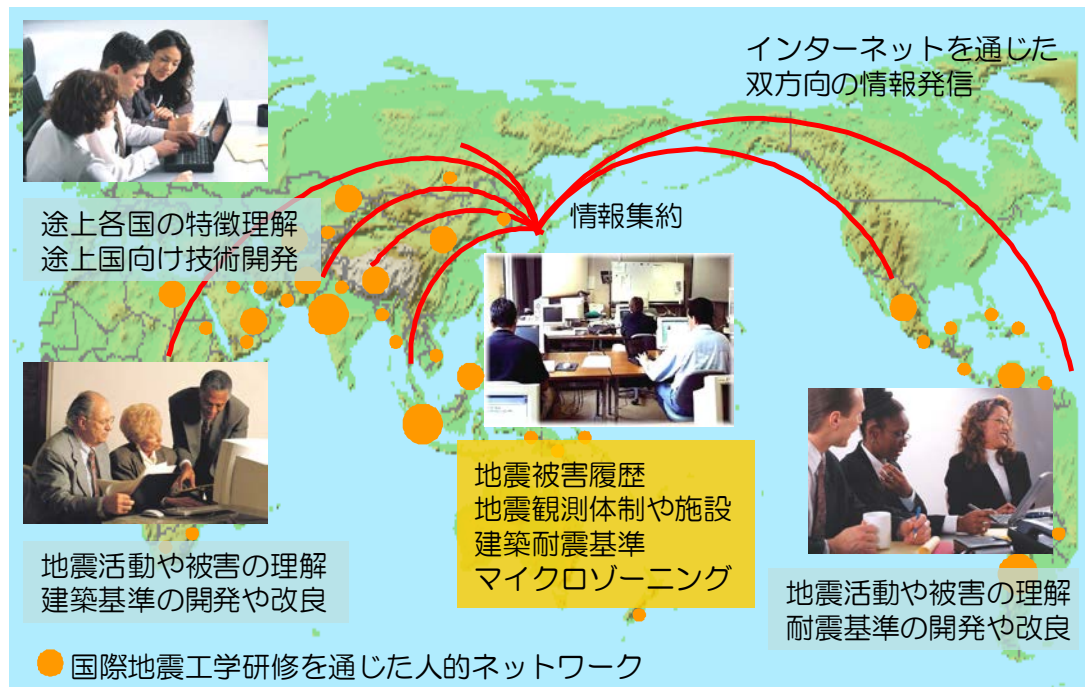 インターネットを通じた
双方向の情報発信
途上各国の特徴理解
途上国向け技術開発
情報集約
地震被害履歴
地震観測体制や施設
建築耐震基準
マイクロゾーニング
地震活動や被害の理解
建築基準の開発や改良
地震活動や被害の理解
耐震基準の開発や改良
国際地震工学研修を通じた人的ネットワーク